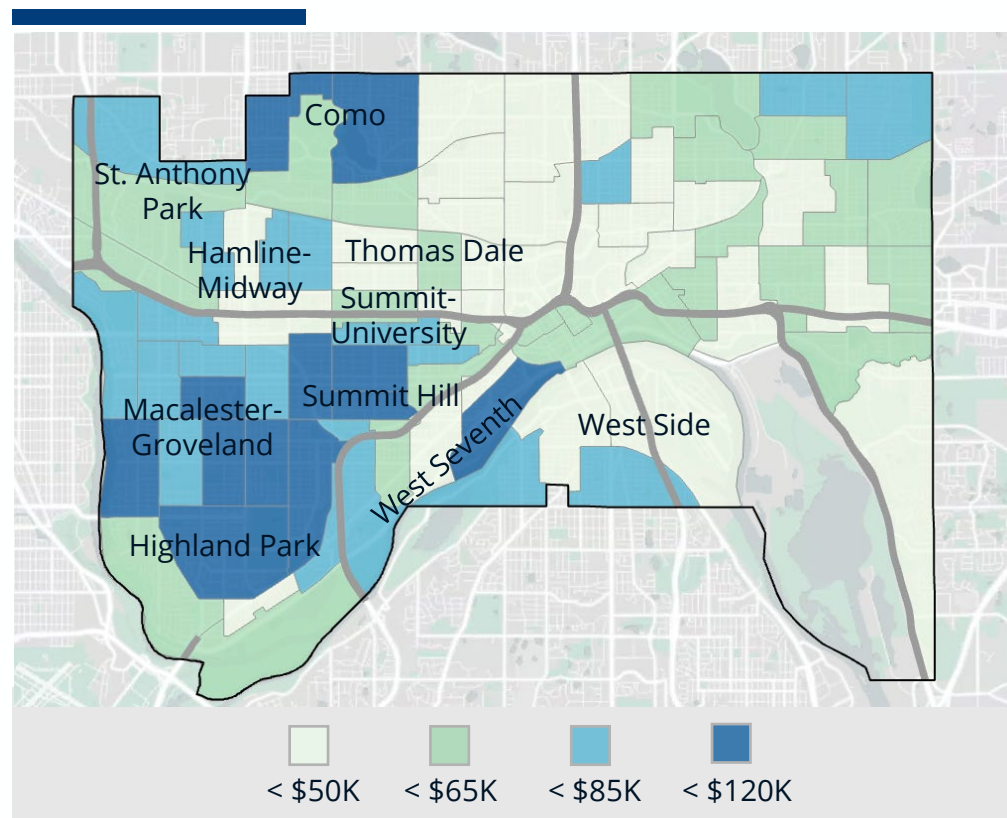 Como
St. Anthony
Park
Hamline-
Midway
Thomas Dale
Summit-
University
Summit Hill
Macalester-
Groveland
West Seventh
West Side
Highland Park
< $50K
< $65K
< $85K
< $120K